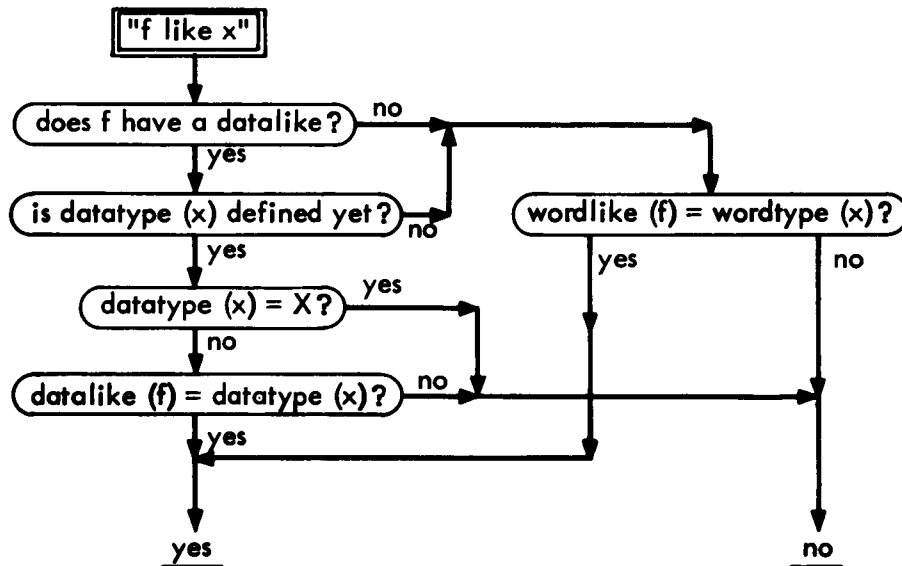 "f like x"
does f have a datalike?
no
yes
is datatype (x) defined yet?
no
wordlike (f) = wordtype (x)?
yes
yes
no
datatype (x) = X?
yes
no
datalike (f) = datatype (x)?
no
yes
yes
no